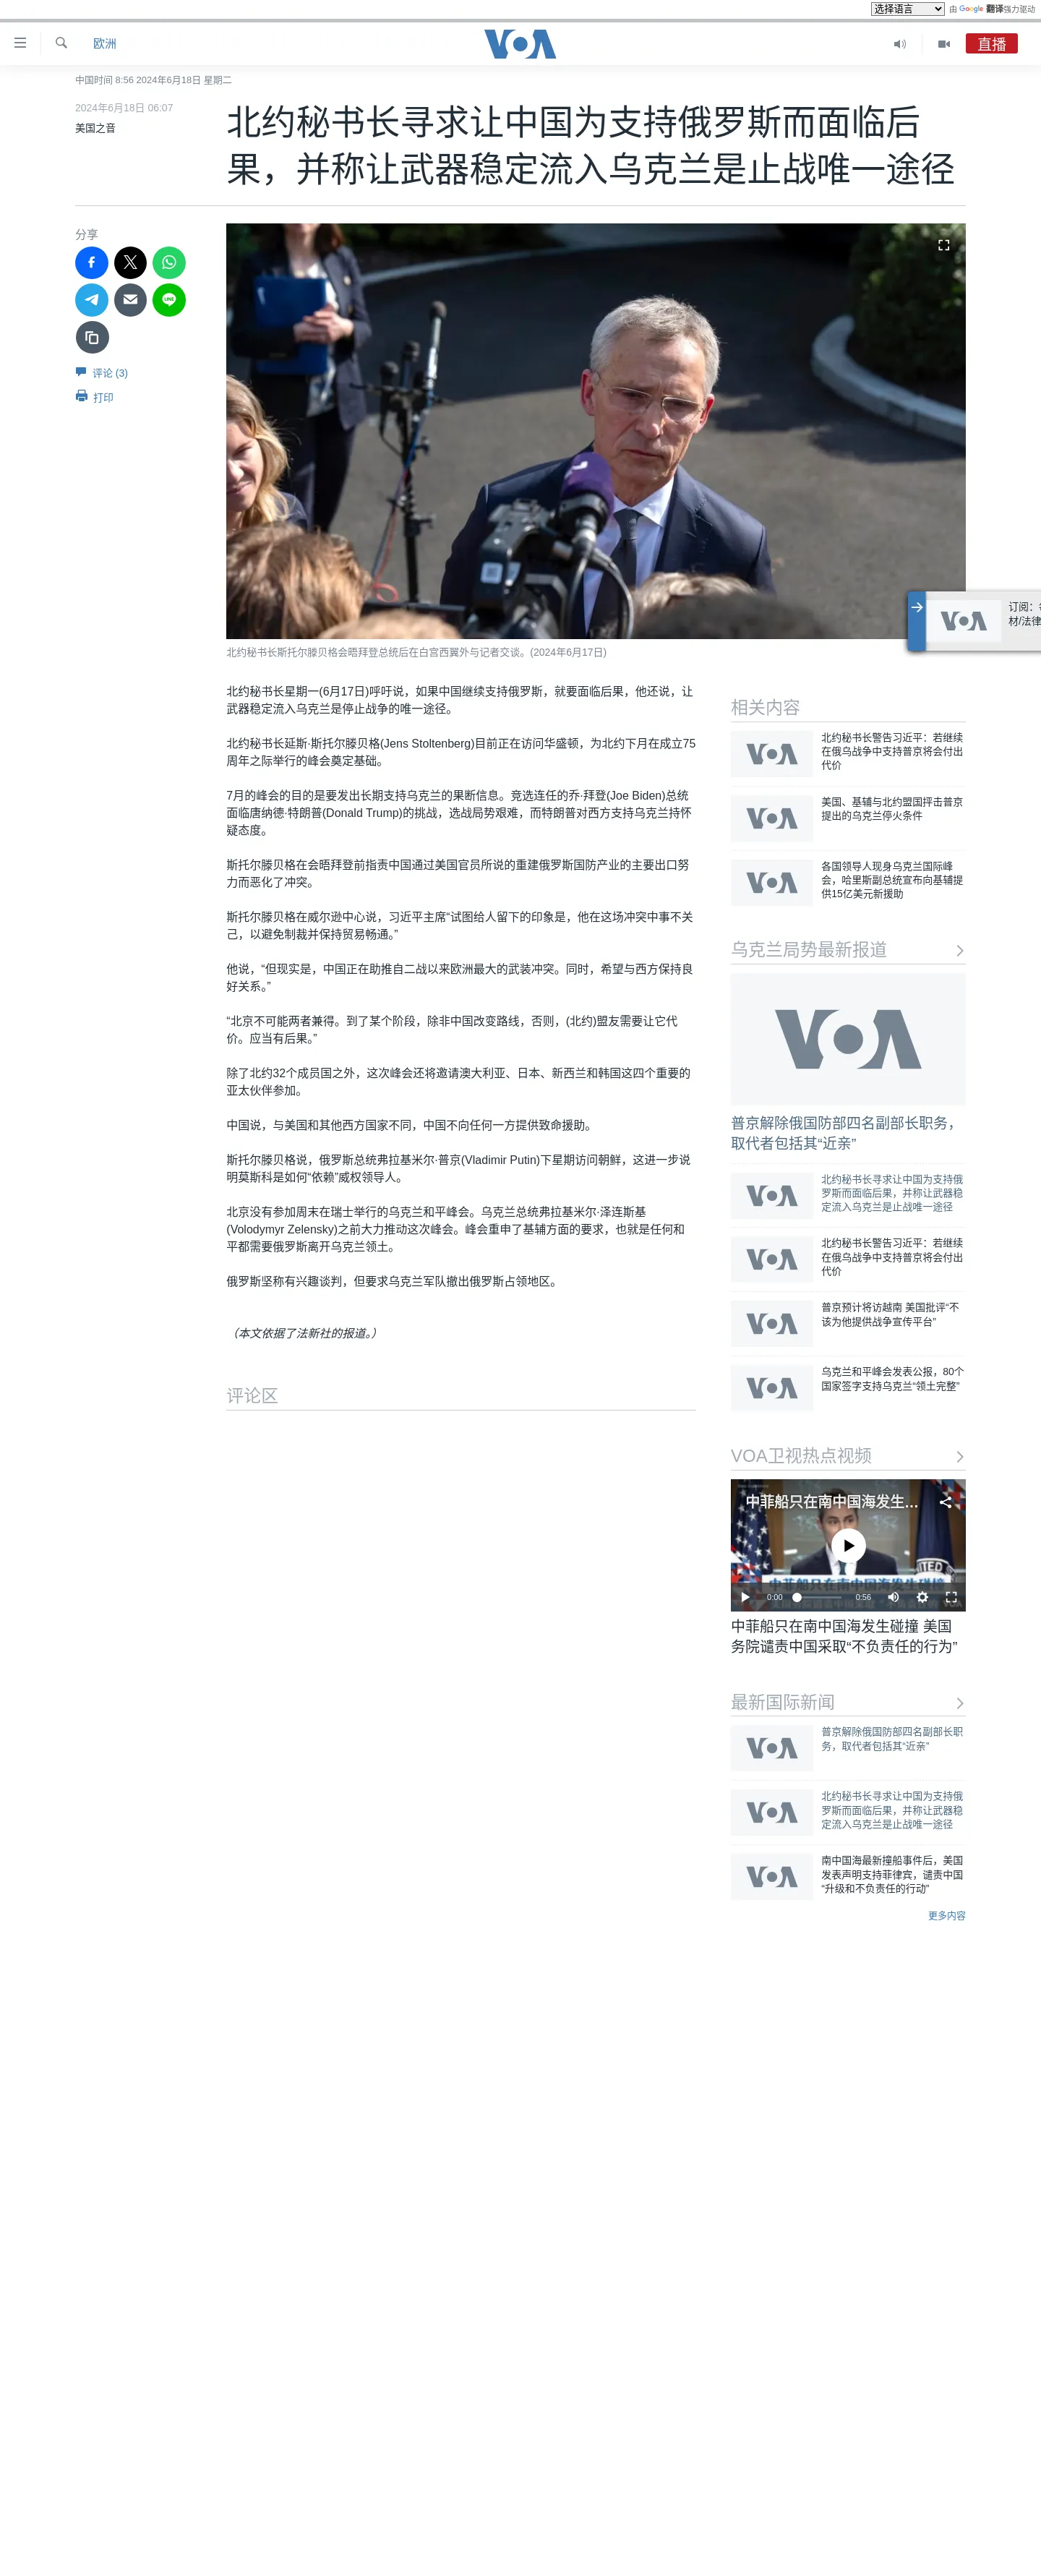 选择语言 由 Google 翻译强力驱动
欧洲
VOA
直播
中国时间 8:56 2024年6月18日 星期二
2024年6月18日 06:07
美国之音
北约秘书长寻求让中国为支持俄罗斯而面临后
果，并称让武器稳定流入乌克兰是止战唯一途径
分享
评论 (3)
打印
北约秘书长斯托尔滕贝格会晤拜登总统后在白宫西翼外与记者交谈。(2024年6月17日)
VOA
订阅：
材/法律
北约秘书长星期一(6月17日)呼吁说，如果中国继续支持俄罗斯，就要面临后果，他还说，让
武器稳定流入乌克兰是停止战争的唯一途径。
北约秘书长延斯·斯托尔滕贝格(Jens Stoltenberg)目前正在访问华盛顿，为北约下月在成立75
周年之际举行的峰会奠定基础。
7月的峰会的目的是要发出长期支持乌克兰的果断信息。竞选连任的乔·拜登(Joe Biden)总统
面临唐纳德·特朗普(Donald Trump)的挑战，选战局势艰难，而特朗普对西方支持乌克兰持怀
疑态度。
斯托尔滕贝格在会晤拜登前指责中国通过美国官员所说的重建俄罗斯国防产业的主要出口努
力而恶化了冲突。
斯托尔滕贝格在威尔逊中心说，习近平主席“试图给人留下的印象是，他在这场冲突中事不关
己，以避免制裁并保持贸易畅通。”
他说，“但现实是，中国正在助推自二战以来欧洲最大的武装冲突。同时，希望与西方保持良
好关系。”
“北京不可能两者兼得。到了某个阶段，除非中国改变路线，否则，(北约)盟友需要让它代
价。应当有后果。”
除了北约32个成员国之外，这次峰会还将邀请澳大利亚、日本、新西兰和韩国这四个重要的
亚太伙伴参加。
中国说，与美国和其他西方国家不同，中国不向任何一方提供致命援助。
斯托尔滕贝格说，俄罗斯总统弗拉基米尔·普京(Vladimir Putin)下星期访问朝鲜，这进一步说
明莫斯科是如何“依赖”威权领导人。
北京没有参加周末在瑞士举行的乌克兰和平峰会。乌克兰总统弗拉基米尔·泽连斯基
(Volodymyr Zelensky)之前大力推动这次峰会。峰会重申了基辅方面的要求，也就是任何和
平都需要俄罗斯离开乌克兰领土。
俄罗斯坚称有兴趣谈判，但要求乌克兰军队撤出俄罗斯占领地区。
（本文依据了法新社的报道。）
评论区
相关内容
VOA
北约秘书长警告习近平：若继续
在俄乌战争中支持普京将会付出
代价
VOA
美国、基辅与北约盟国抨击普京
提出的乌克兰停火条件
VOA
各国领导人现身乌克兰国际峰
会，哈里斯副总统宣布向基辅提
供15亿美元新援助
乌克兰局势最新报道
VOA
普京解除俄国防部四名副部长职务，
取代者包括其“近亲”
VOA
北约秘书长寻求让中国为支持俄
罗斯而面临后果，并称让武器稳
定流入乌克兰是止战唯一途径
VOA
北约秘书长警告习近平：若继续
在俄乌战争中支持普京将会付出
代价
VOA
普京预计将访越南 美国批评“不
该为他提供战争宣传平台”
VOA
乌克兰和平峰会发表公报，80个
国家签字支持乌克兰“领土完整”
VOA卫视热点视频
中菲船只在南中国海发生...
中菲船只在南中国海发生碰撞
0:00
0:56
中菲船只在南中国海发生碰撞 美国
务院谴责中国采取“不负责任的行为”
最新国际新闻
VOA
普京解除俄国防部四名副部长职
务，取代者包括其“近亲”
VOA
北约秘书长寻求让中国为支持俄
罗斯而面临后果，并称让武器稳
定流入乌克兰是止战唯一途径
VOA
南中国海最新撞船事件后，美国
发表声明支持菲律宾，谴责中国
“升级和不负责任的行动”
更多内容